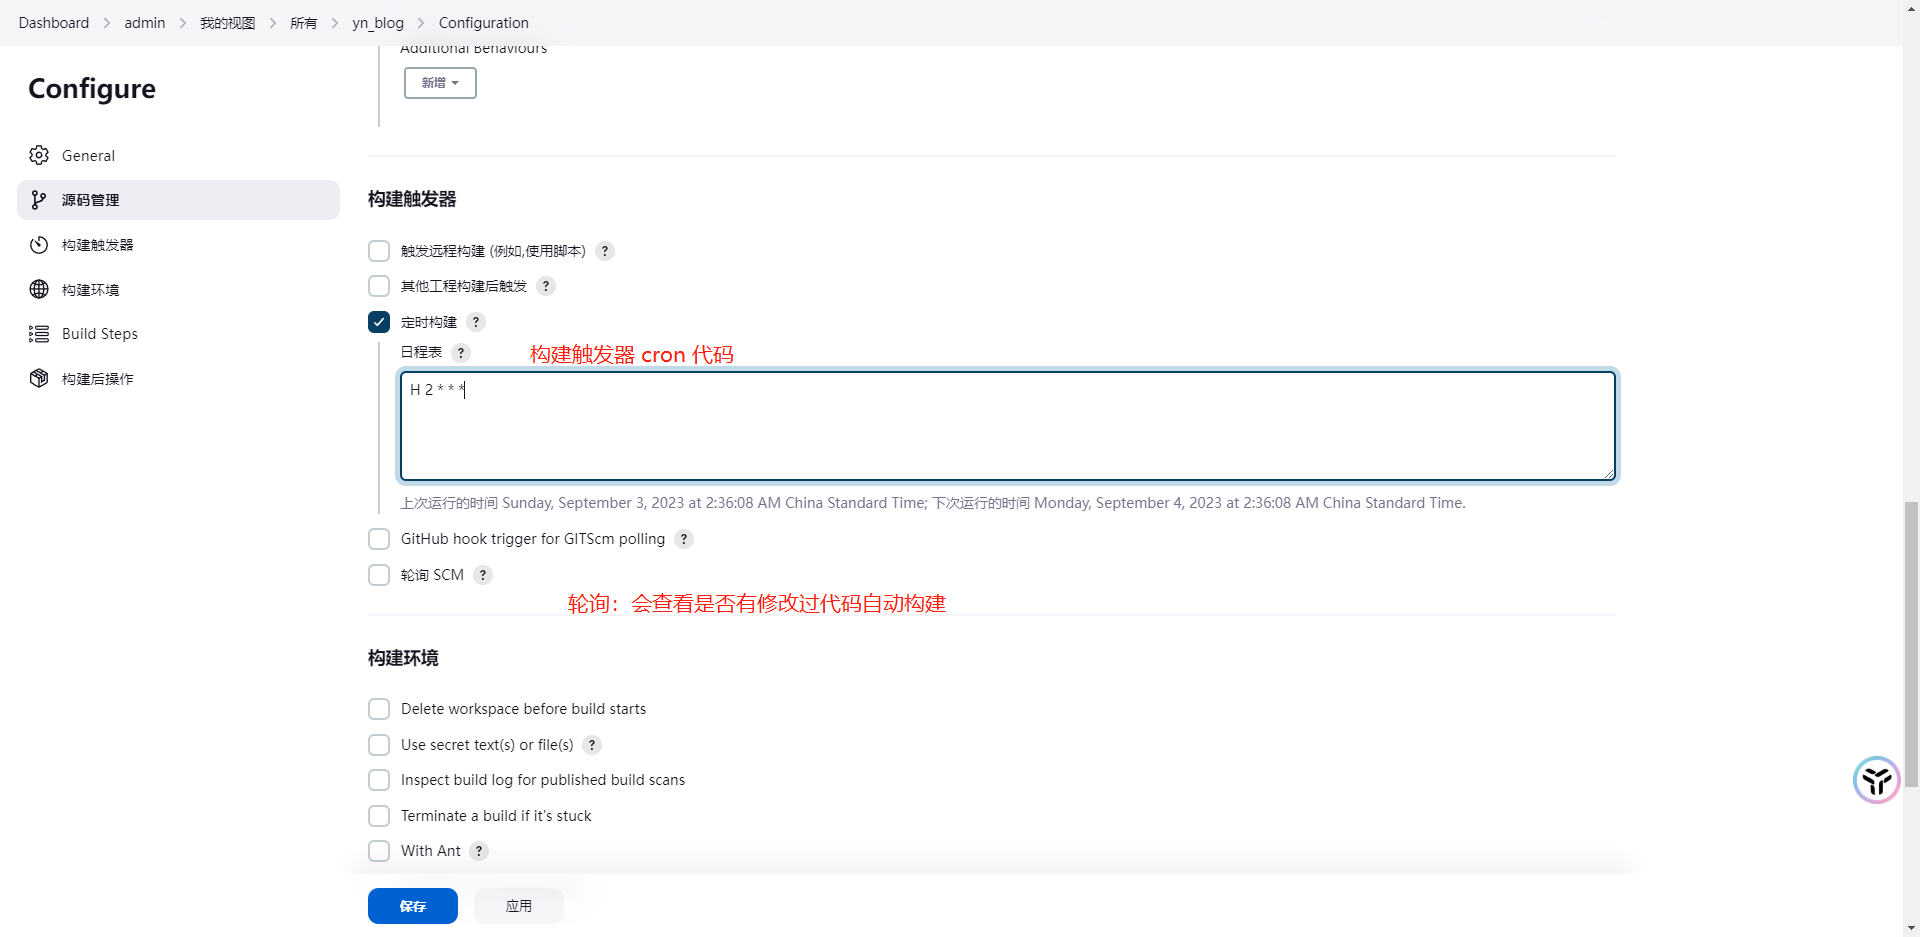 Dashboard > admin > 我的视图 > 所有 > yn_blog > Configuration
Configure
General
源码管理
构建触发器
构建环境
Build Steps
构建后操作
Additional Behaviours
新增
构建触发器
触发远程构建 (例如,使用脚本) ?
其他工程构建后触发 ?
定时构建 ?
日程表 ?
构建触发器 cron 代码
H 2 * * *
上次运行的时间 Sunday, September 3, 2023 at 2:36:08 AM China Standard Time; 下次运行的时间 Monday, September 4, 2023 at 2:36:08 AM China Standard Time.
GitHub hook trigger for GITScm polling ?
轮询 SCM ?
轮询：会查看是否有修改过代码自动构建
构建环境
Delete workspace before build starts
Use secret text(s) or file(s) ?
Inspect build log for published build scans
Terminate a build if it's stuck
With Ant ?
保存
应用